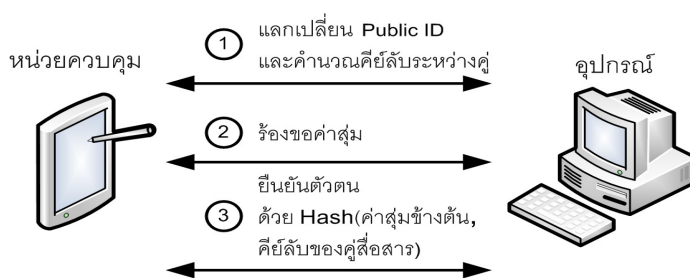 หน่วยควบคุม
อุปกรณ์
1
แลกเปลี่ยน Public ID
และคำนวณคีย์ลับระหว่างคู่
2
ร้องขอค่าสุ่ม
3
ยืนยันตัวตน
ด้วย Hash(ค่าสุ่มข้างต้น,
คีย์ลับของคู่สื่อสาร)